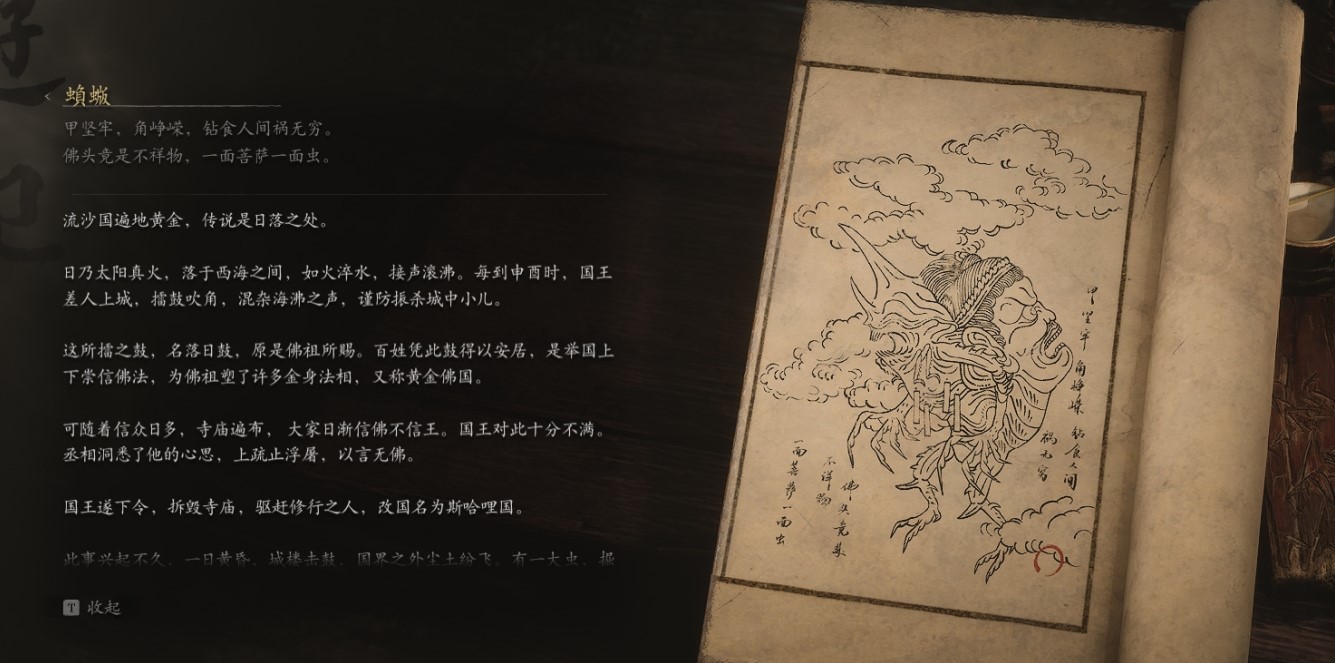 蝜蝂
甲坚牢，角峥嵘，钻食人间祸无穷。
佛头竟是不祥物，一面菩萨一面虫。
流沙国遍地黄金，传说是日落之处。
日乃太阳真火，落于西海之间，如火淬水，接声滚沸。每到申酉时，国王
差人上城，擂鼓吹角，混杂海沸之声，谨防振杀城中小儿。
这所擂之鼓，名落日鼓，原是佛祖所赐。百姓凭此鼓得以安居，是举国上
下崇信佛法，为佛祖塑了许多金身法相，又称黄金佛国。
可随着信众日多，寺庙遍布， 大家日渐信佛不信王。国王对此十分不满。
丞相洞悉了他的心思，上疏止浮屠，以言无佛。
国王遂下令，拆毁寺庙，驱赶修行之人，改国名为斯哈哩国。
此事兴起不久，一日黄昏，城楼击鼓，国界之外尘土纷飞。有一大虫，掘
T 收起
甲坚牢
角峥嵘
钻食人间
祸无穷
佛头竟是
不祥物
一面菩萨一面虫